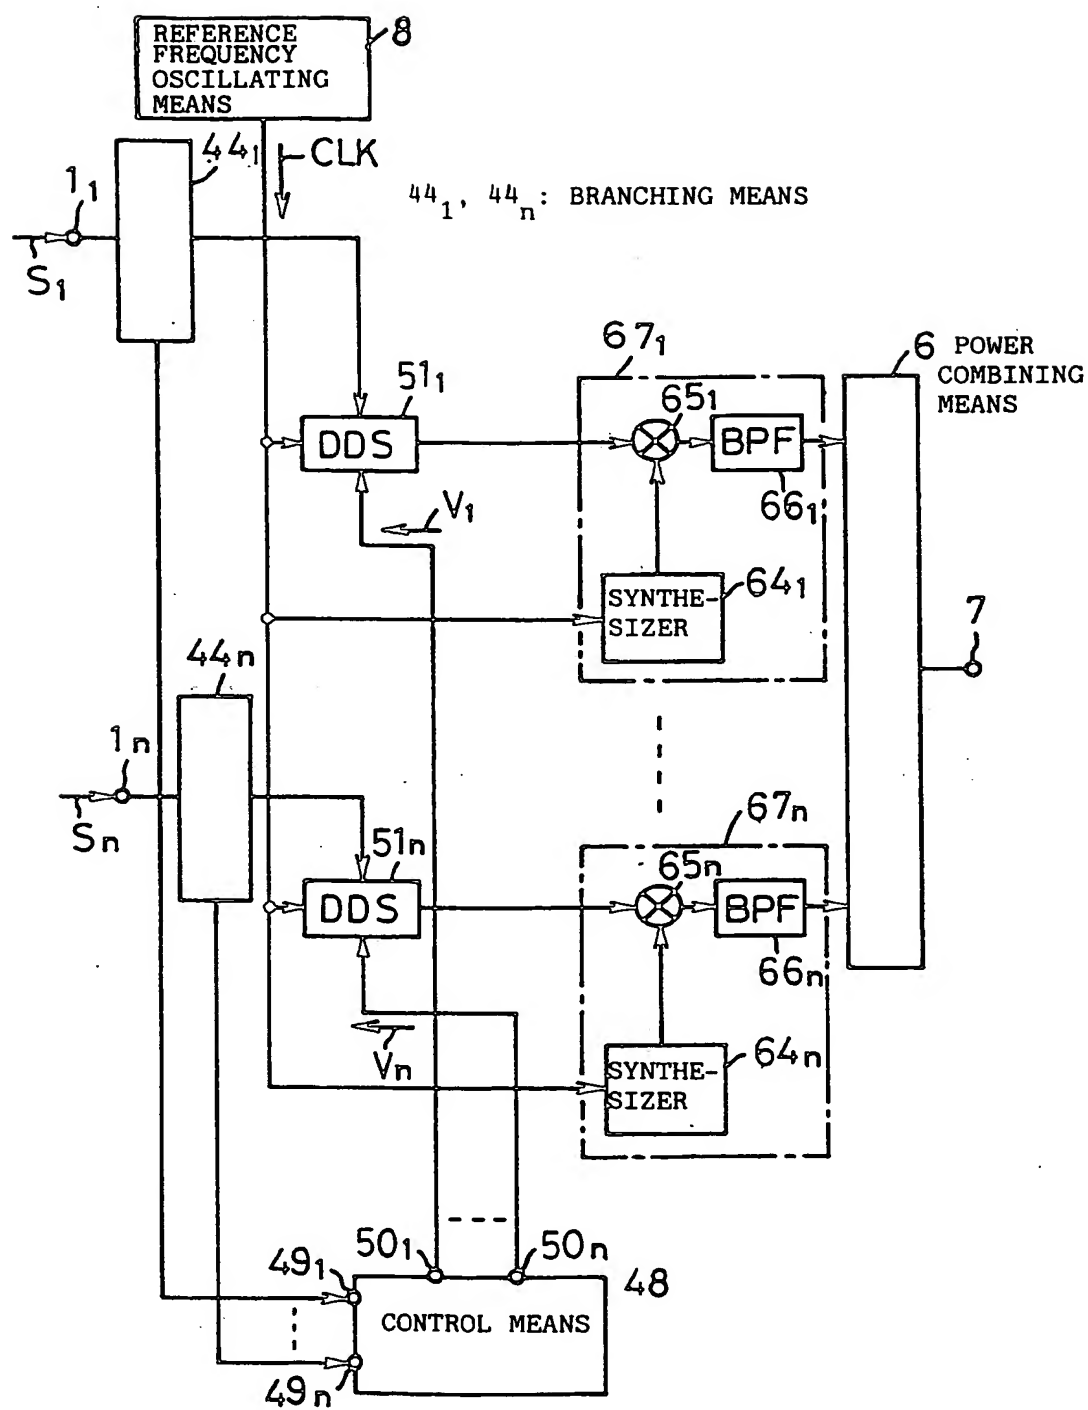 REFERENCE
FREQUENCY
OSCILLATING
MEANS
8
44₁
CLK
1₁
44₁, 44ₙ: BRANCHING MEANS
S₁
67₁
6 POWER
COMBINING
MEANS
51₁
65₁
DDS
BPF
66₁
V₁
SYNTHE-
SIZER
64₁
7
44n
1n
Sn
67n
51n
65n
DDS
BPF
66n
Vn
SYNTHE-
SIZER
64n
50₁
50n
49₁
48
CONTROL MEANS
49n